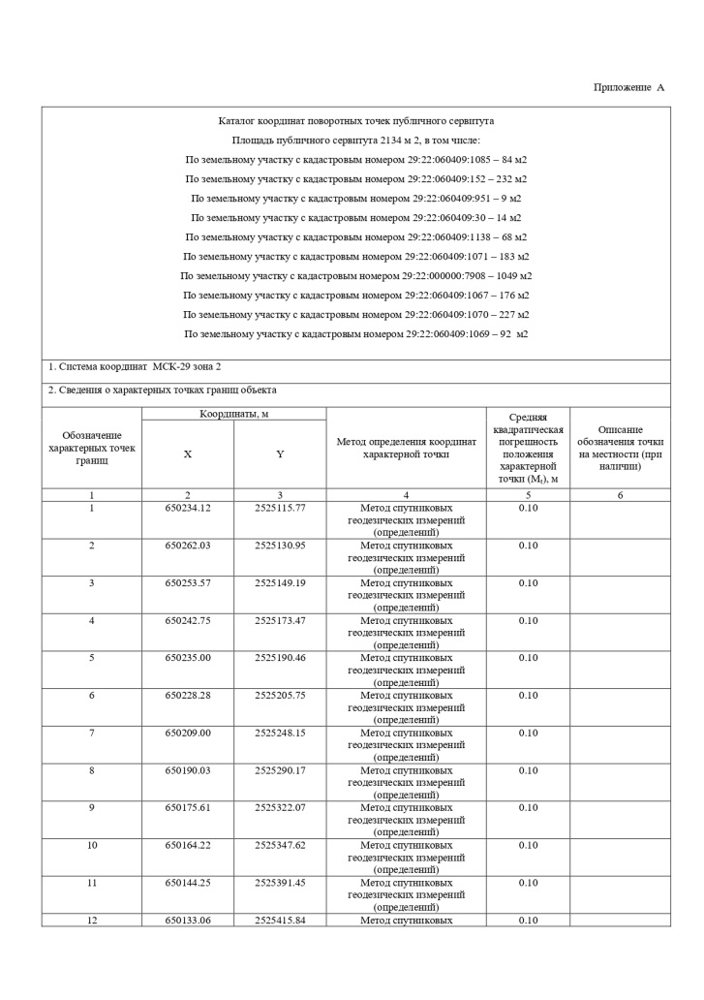 Приложение А
Каталог координат поворотных точек публичного сервитута
Площадь публичного сервитута 2134 м 2, в том числе:
По земельному участку с кадастровым номером 29:22:060409:1085 – 84 м2
По земельному участку с кадастровым номером 29:22:060409:152 – 232 м2
По земельному участку с кадастровым номером 29:22:060409:951 – 9 м2
По земельному участку с кадастровым номером 29:22:060409:30 – 14 м2
По земельному участку с кадастровым номером 29:22:060409:1138 – 68 м2
По земельному участку с кадастровым номером 29:22:060409:1071 – 183 м2
По земельному участку с кадастровым номером 29:22:000000:7908 – 1049 м2
По земельному участку с кадастровым номером 29:22:060409:1067 – 176 м2
По земельному участку с кадастровым номером 29:22:060409:1070 – 227 м2
По земельному участку с кадастровым номером 29:22:060409:1069 – 92 м2
1. Система координат МСК-29 зона 2
2. Сведения о характерных точках границ объекта
Обозначение
характерных точек
границ
Координаты, м
X
Y
Метод определения координат
характерной точки
Средняя
квадратическая
погрешность
положения
характерной
точки (Mt), м
Описание
обозначения точки
на местности (при
наличии)
1 2 3 4 5 6
1 650234.12 2525115.77 Метод спутниковых 0.10
геодезических измерений
(определений)
2 650262.03 2525130.95 Метод спутниковых 0.10
геодезических измерений
(определений)
3 650253.57 2525149.19 Метод спутниковых 0.10
геодезических измерений
(определений)
4 650242.75 2525173.47 Метод спутниковых 0.10
геодезических измерений
(определений)
5 650235.00 2525190.46 Метод спутниковых 0.10
геодезических измерений
(определений)
6 650228.28 2525205.75 Метод спутниковых 0.10
геодезических измерений
(определений)
7 650209.00 2525248.15 Метод спутниковых 0.10
геодезических измерений
(определений)
8 650190.03 2525290.17 Метод спутниковых 0.10
геодезических измерений
(определений)
9 650175.61 2525322.07 Метод спутниковых 0.10
геодезических измерений
(определений)
10 650164.22 2525347.62 Метод спутниковых 0.10
геодезических измерений
(определений)
11 650144.25 2525391.45 Метод спутниковых 0.10
геодезических измерений
(определений)
12 650133.06 2525415.84 Метод спутниковых 0.10